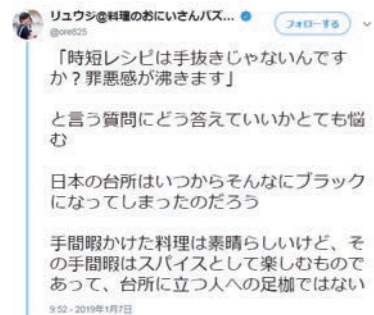 リュウジ@料理のおにいさんバズ...
フォローする
@ore825
「時短レシピは手抜きじゃないんです
か？罪悪感が沸きます」
と言う質問にどう答えていいかとても悩
む
日本の台所はいつからそんなにブラック
になってしまったのだろう
手間暇かけた料理は素晴らしいけど、そ
の手間暇はスパイスとして楽しむもので
あって、台所に立つ人への足枷ではない
9:52 - 2019年1月7日